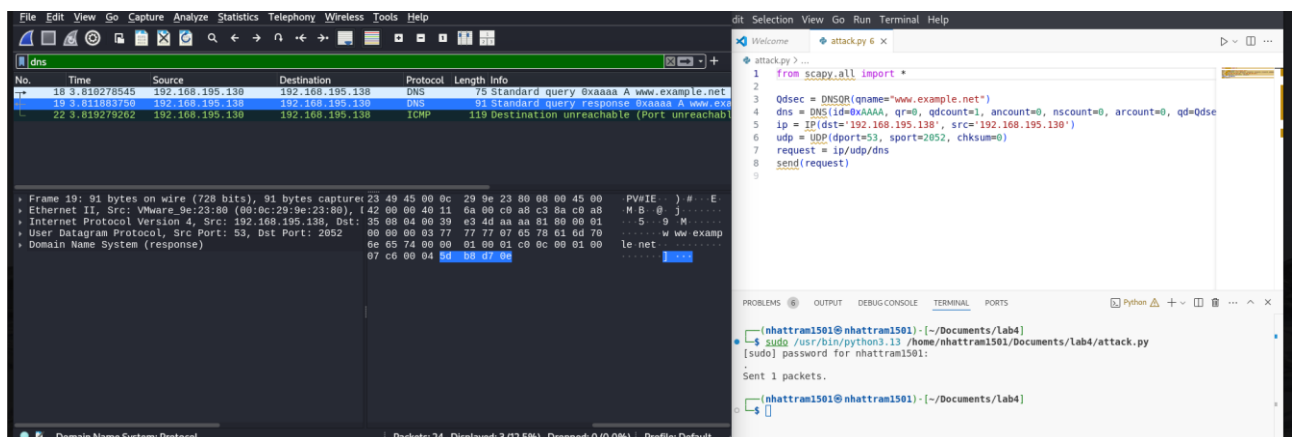 File Edit View Go Capture Analyze Statistics Telephony Wireless Tools Help
dns
No. Time Source Destination Protocol Length Info
18 3.810278545 192.168.195.130 192.168.195.138 DNS 75 Standard query 0xaaaa A www.example.net
19 3.811883750 192.168.195.138 192.168.195.130 DNS 91 Standard query response 0xaaaa A www.exa
22 3.819279262 192.168.195.130 192.168.195.138 ICMP 119 Destination unreachable (Port unreachabl
Frame 19: 91 bytes on wire (728 bits), 91 bytes capture
Ethernet II, Src: VMware_9e:23:80 (00:0c:29:9e:23:80),
Internet Protocol Version 4, Src: 192.168.195.138, Dst:
User Datagram Protocol, Src Port: 53, Dst Port: 2052
Domain Name System (response)
23 49 45 00 0c 29 9e 23 80 08 00 45 00 ·PV#IE·· )·#···E·
42 00 00 40 11 6a 00 c0 a8 c3 8a c0 a8 ·M·B··@· j·······
35 08 04 00 39 e3 4d aa aa 81 80 00 01 ···5···9 ·M······
00 00 00 03 77 77 77 07 65 78 61 6d 70 ·······w ww·examp
6e 65 74 00 00 01 00 01 c0 0c 00 01 00 le·net·· ········
07 c6 00 04 5d b8 d7 0e ·······] ···
Domain Name System: Protocol Packets: 24 · Displayed: 3 (12.5%) · Dropped: 0 (0.0%) Profile: Default
dit Selection View Go Run Terminal Help
Welcome attack.py 6 ×
attack.py > ...
1 from scapy.all import *
2
3 Qdsec = DNSQR(qname="www.example.net")
4 dns = DNS(id=0xAAAA, qr=0, qdcount=1, ancount=0, nscount=0, arcount=0, qd=Qdse
5 ip = IP(dst='192.168.195.138', src='192.168.195.130')
6 udp = UDP(dport=53, sport=2052, chksum=0)
7 request = ip/udp/dns
8 send(request)
9
PROBLEMS 6 OUTPUT DEBUG CONSOLE TERMINAL PORTS Python
(nhattram1501㉿nhattram1501)-[~/Documents/lab4]
$ sudo /usr/bin/python3.13 /home/nhattram1501/Documents/lab4/attack.py
[sudo] password for nhattram1501:
.
Sent 1 packets.
(nhattram1501㉿nhattram1501)-[~/Documents/lab4]
$